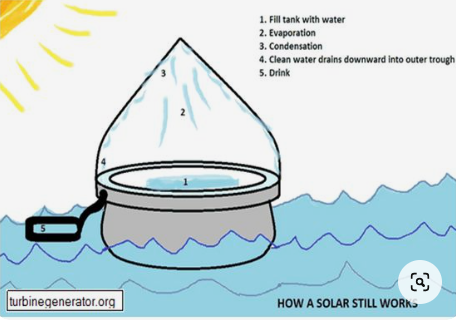 1. Fill tank with water
2. Evaporation
3. Condensation
4. Clean water drains downward into outer trough
5. Drink
3
2
4
1
5
turbinegenerator.org
HOW A SOLAR STILL WORKS